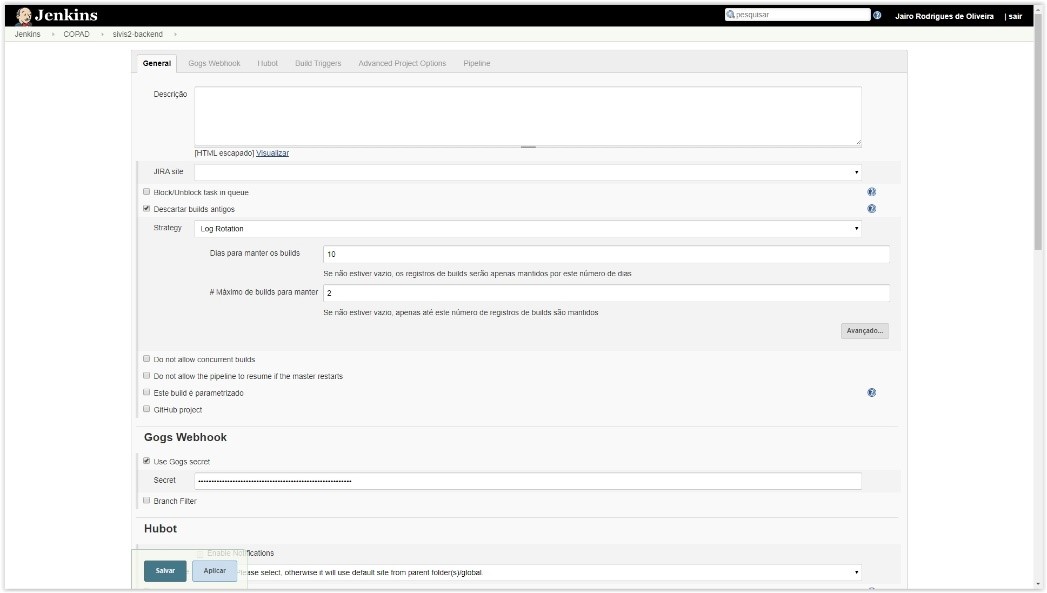 Jenkins
pesquisar
Jairo Rodrigues de Oliveira | sair
Jenkins COPAD sivis2-backend
General Gogs Webhook Hubot Build Triggers Advanced Project Options Pipeline
Descrição
[HTML escapado] Visualizar
JIRA site
Block/Unblock task in queue
Descartar builds antigos
Strategy Log Rotation
Dias para manter os builds 10
Se não estiver vazio, os registros de builds serão apenas mantidos por este número de dias
# Máximo de builds para manter 2
Se não estiver vazio, apenas até este número de registros de builds são mantidos
Avançado...
Do not allow concurrent builds
Do not allow the pipeline to resume if the master restarts
Este build é parametrizado
GitHub project
Gogs Webhook
Use Gogs secret
Secret
Branch Filter
Hubot
Enable Notifications
Salvar Aplicar ease select, otherwise it will use default site from parent folder(s)/global.